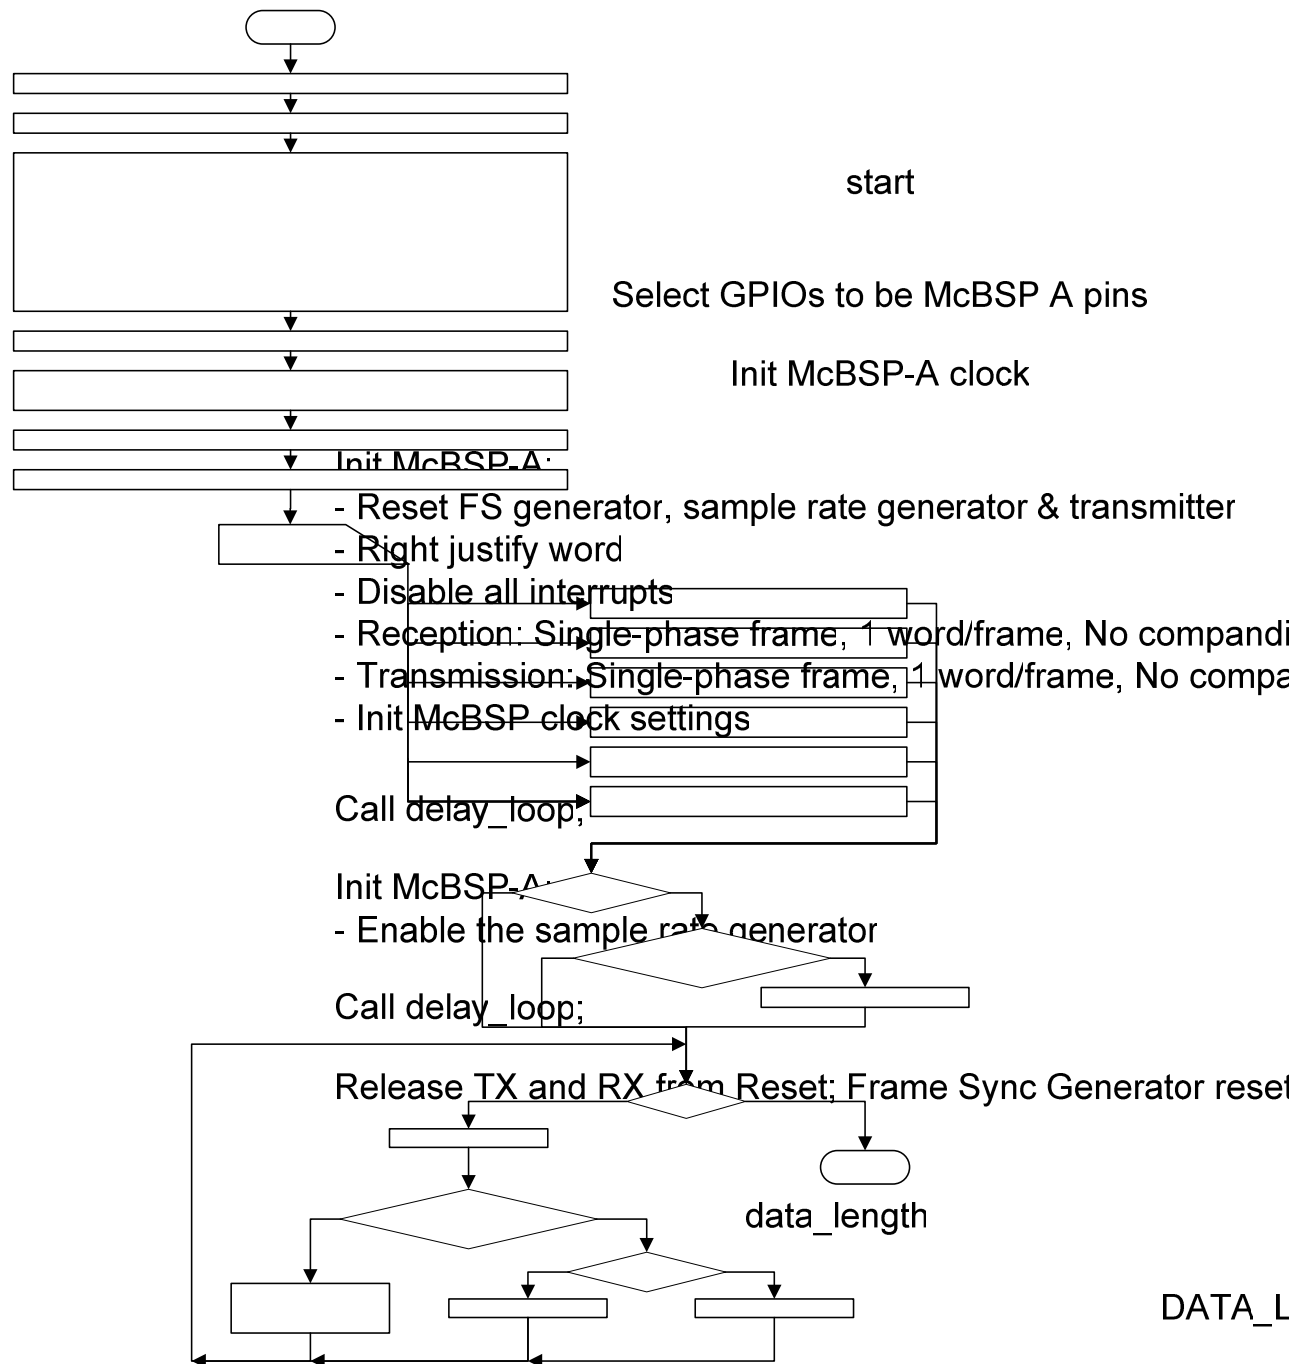 start
Select GPIOs to be McBSP A pins
Init McBSP-A clock
Init McBSP-A:
- Reset FS generator, sample rate generator & transmitter
- Right justify word
- Disable all interrupts
- Reception: Single-phase frame, 1 word/frame, No compandi
- Transmission: Single-phase frame, 1 word/frame, No compa
- Init McBSP clock settings
Call delay_loop;
Init McBSP-A:
- Enable the sample rate generator
Call delay_loop;
Release TX and RX from Reset; Frame Sync Generator reset
data_length
DATA_L